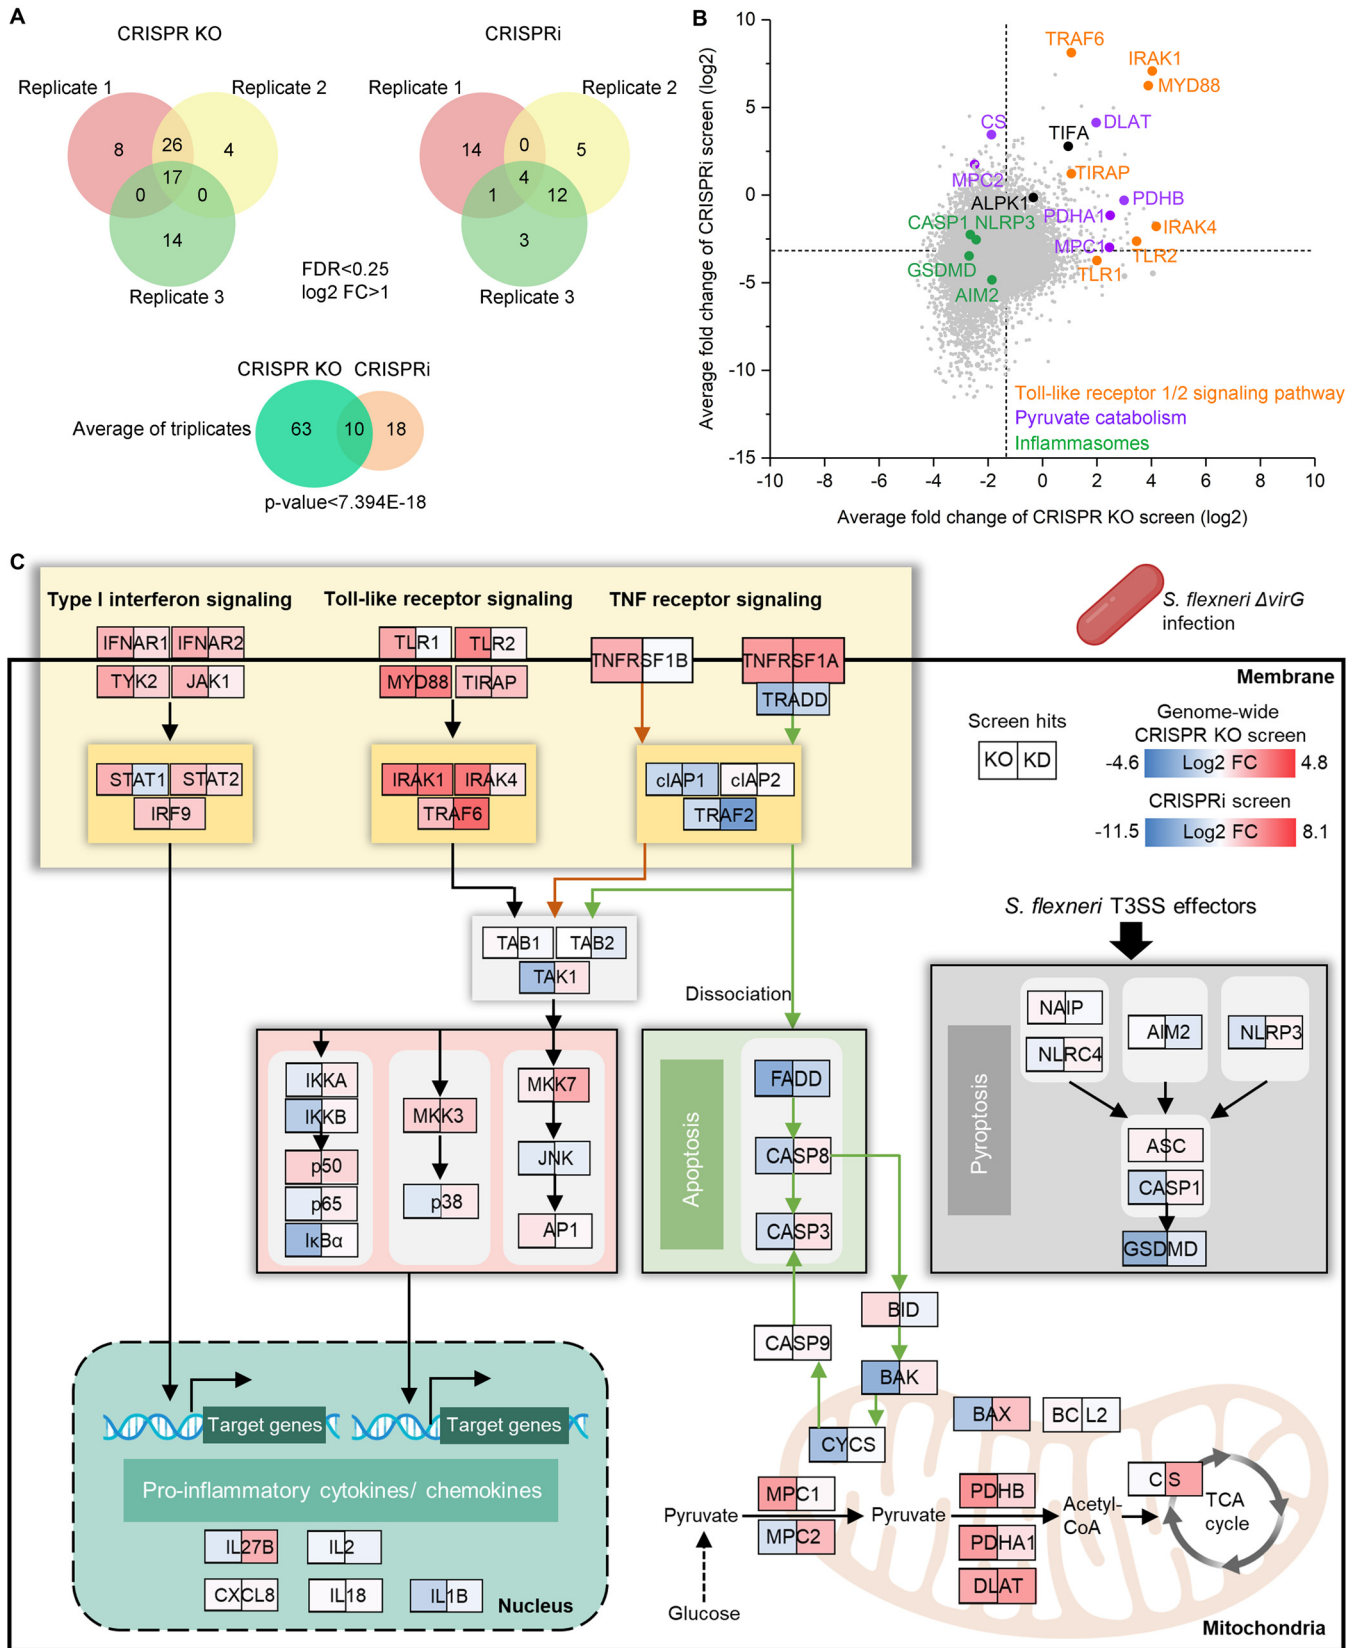 A
CRISPR KO
CRISPRi
Replicate 1
Replicate 2
Replicate 1
Replicate 2
8
26
4
14
0
5
17
4
0
0
1
12
14
3
Replicate 3
Replicate 3
FDR<0.25
log2 FC>1
CRISPR KO
CRISPRi
Average of triplicates
63
10
18
p-value<7.394E-18
B
Average fold change of CRISPRi screen (log2)
10
5
0
-5
-10
-15
-10
-8
-6
-4
-2
0
2
4
6
8
10
Average fold change of CRISPR KO screen (log2)
TRAF6
IRAK1
MYD88
CS
DLAT
TIFA
MPC2
TIRAP
ALPK1
PDHB
CASP1
NLRP3
PDHA1
IRAK4
MPC1
TLR2
GSDMD
TLR1
AIM2
Toll-like receptor 1/2 signaling pathway
Pyruvate catabolism
Inflammasomes
C
Type I interferon signaling
Toll-like receptor signaling
TNF receptor signaling
S. flexneri ΔvirG
infection
IFNAR1
IFNAR2
TLR1
TLR2
TNFRSF1B
TNFRSF1A
TYK2
JAK1
MYD88
TIRAP
TRADD
Membrane
Screen hits
KO
KD
Genome-wide
CRISPR KO screen
-4.6
Log2 FC
4.8
CRISPRi screen
-11.5
Log2 FC
8.1
STAT1
STAT2
IRF9
IRAK1
IRAK4
TRAF6
cIAP1
cIAP2
TRAF2
S. flexneri T3SS effectors
TAB1
TAB2
TAK1
Dissociation
IKKA
IKKB
p50
p65
IκBα
MKK3
p38
MKK7
JNK
AP1
Apoptosis
FADD
CASP8
CASP3
Pyroptosis
NAIP
NLRC4
AIM2
NLRP3
ASC
CASP1
GSDMD
BID
CASP9
BAK
CYCS
BAX
BCL2
Target genes
Target genes
Pro-inflammatory cytokines/ chemokines
IL27B
IL2
CXCL8
IL18
IL1B
Nucleus
Pyruvate
MPC1
MPC2
Pyruvate
PDHB
PDHA1
DLAT
Acetyl-
CoA
CS
TCA
cycle
Glucose
Mitochondria